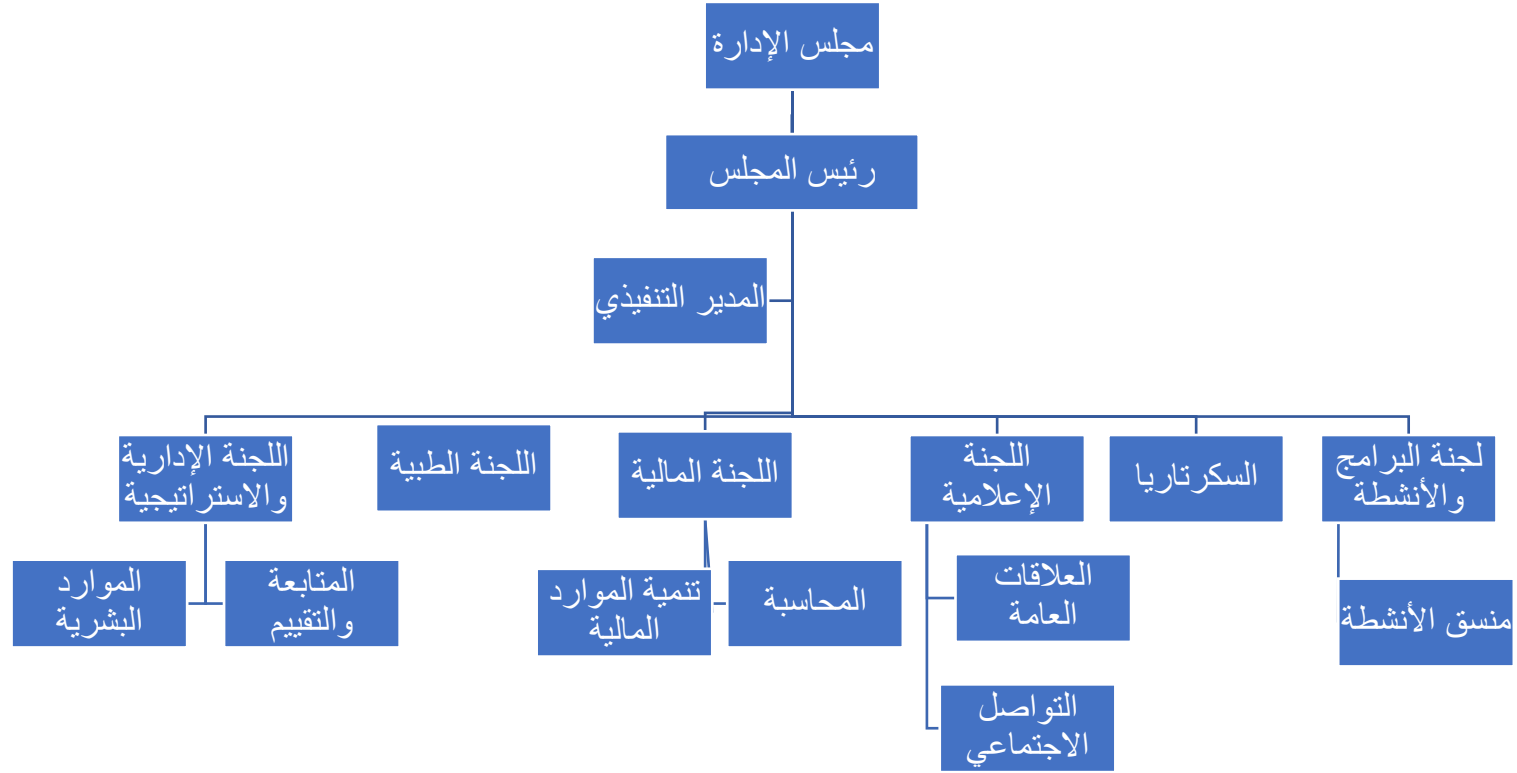 مجلس الإدارة
رئيس المجلس
المدير التنفيذي
لجنة البرامج
والأنشطة
السكرتاريا
اللجنة
الإعلامية
اللجنة المالية
اللجنة الطبية
اللجنة الإدارية
والاستراتيجية
منسق الأنشطة
العلاقات
العامة
المحاسبة
تنمية الموارد
المالية
المتابعة
والتقييم
الموارد
البشرية
التواصل
الاجتماعي